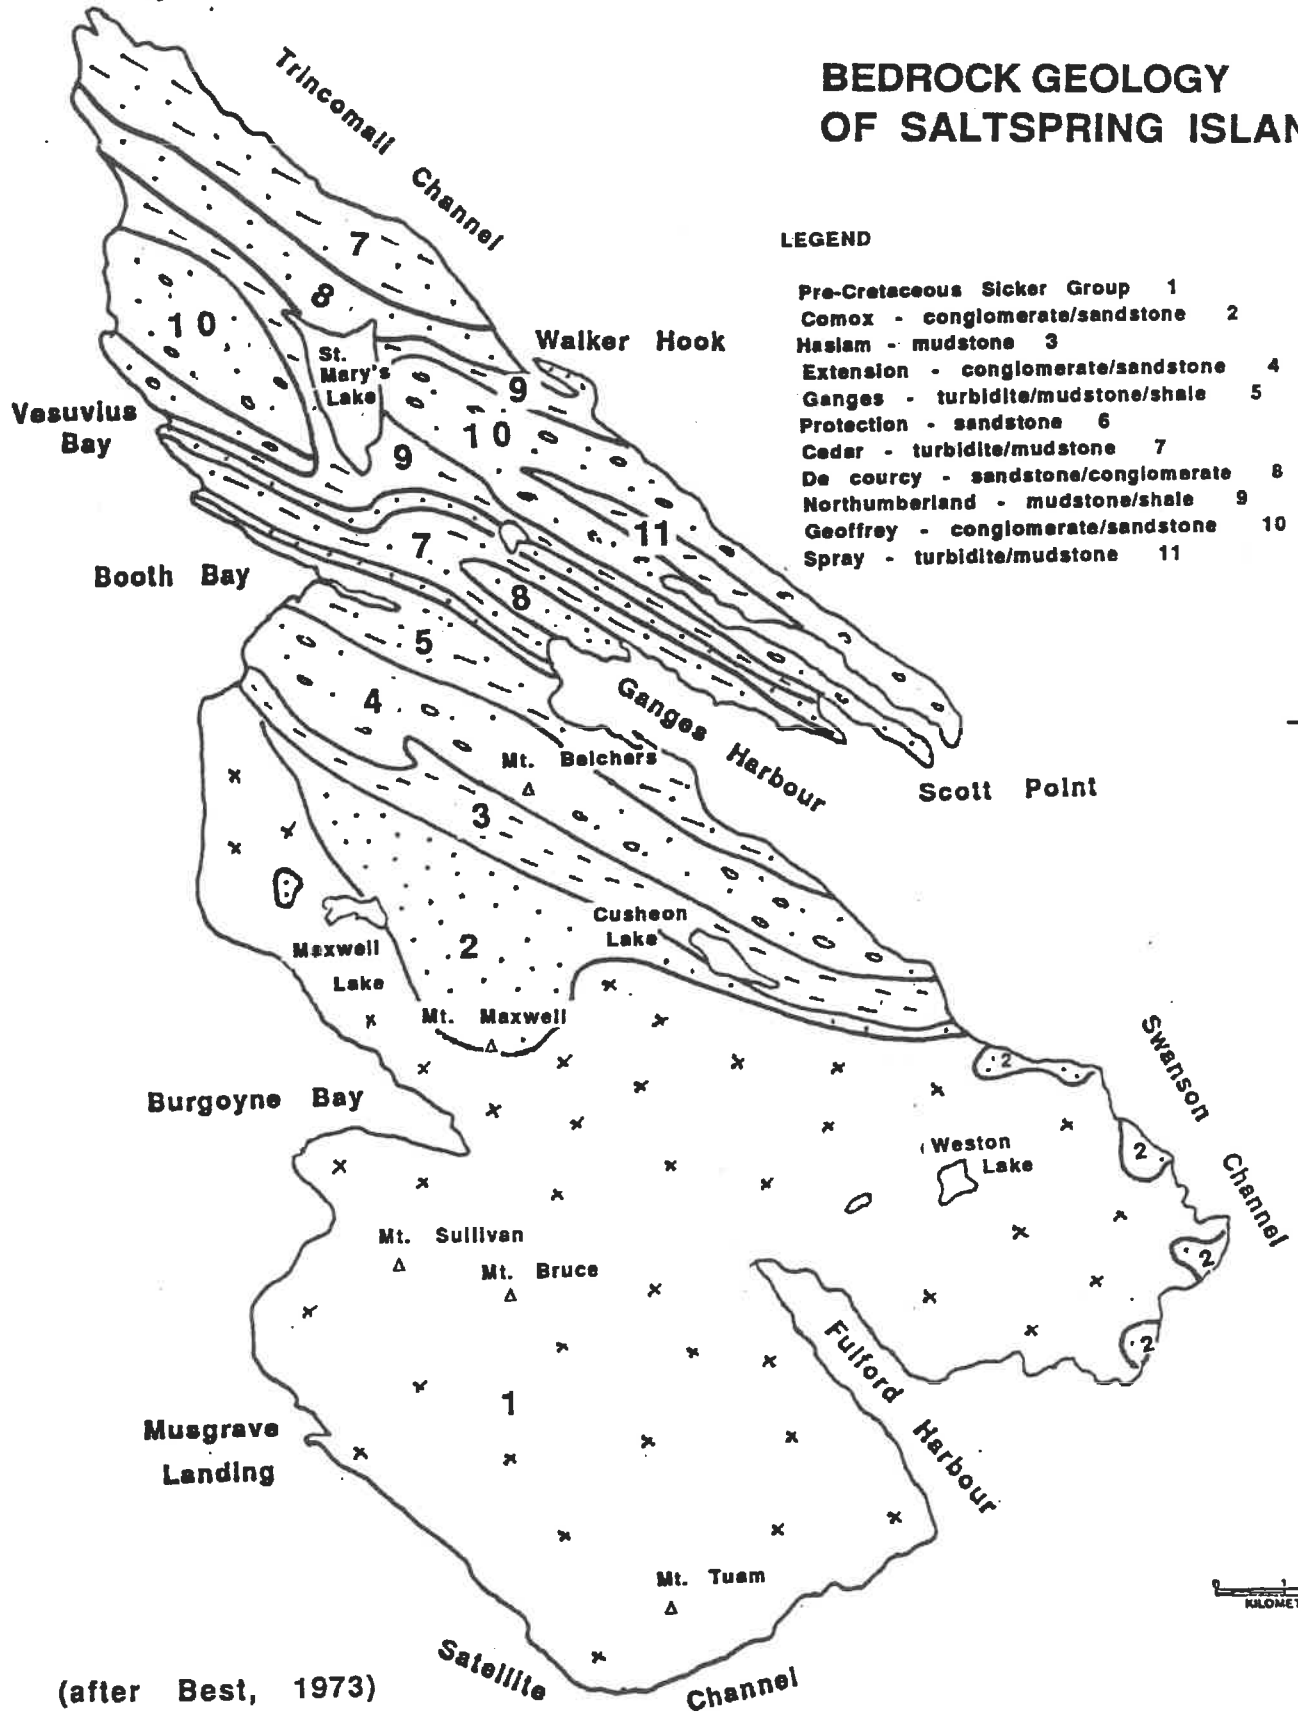 BEDROCK GEOLOGY
OF SALTSPRING ISLAN
Trincomali Channel
LEGEND
Pre-Cretaceous Sicker Group 1
Comox - conglomerate/sandstone 2
Haslam - mudstone 3
Extension - conglomerate/sandstone 4
Ganges - turbidite/mudstone/shale 5
Protection - sandstone 6
Cedar - turbidite/mudstone 7
De courcy - sandstone/conglomerate 8
Northumberland - mudstone/shale 9
Geoffrey - conglomerate/sandstone 10
Spray - turbidite/mudstone 11
7
8
10
St.
Mary's
Lake
Walker Hook
9
10
Vesuvius
Bay
9
11
7
Booth Bay
8
5
Ganges Harbour
4
Mt. Belchers
Scott Point
3
Cusheon
Lake
2
Maxwell
Lake
Mt. Maxwell
Swanson Channel
2
Burgoyne Bay
Weston
Lake
2
Mt. Sullivan
Mt. Bruce
2
Fulford Harbour
2
1
Musgrave
Landing
Mt. Tuam
0 1
KILOMET
Satellite Channel
(after Best, 1973)